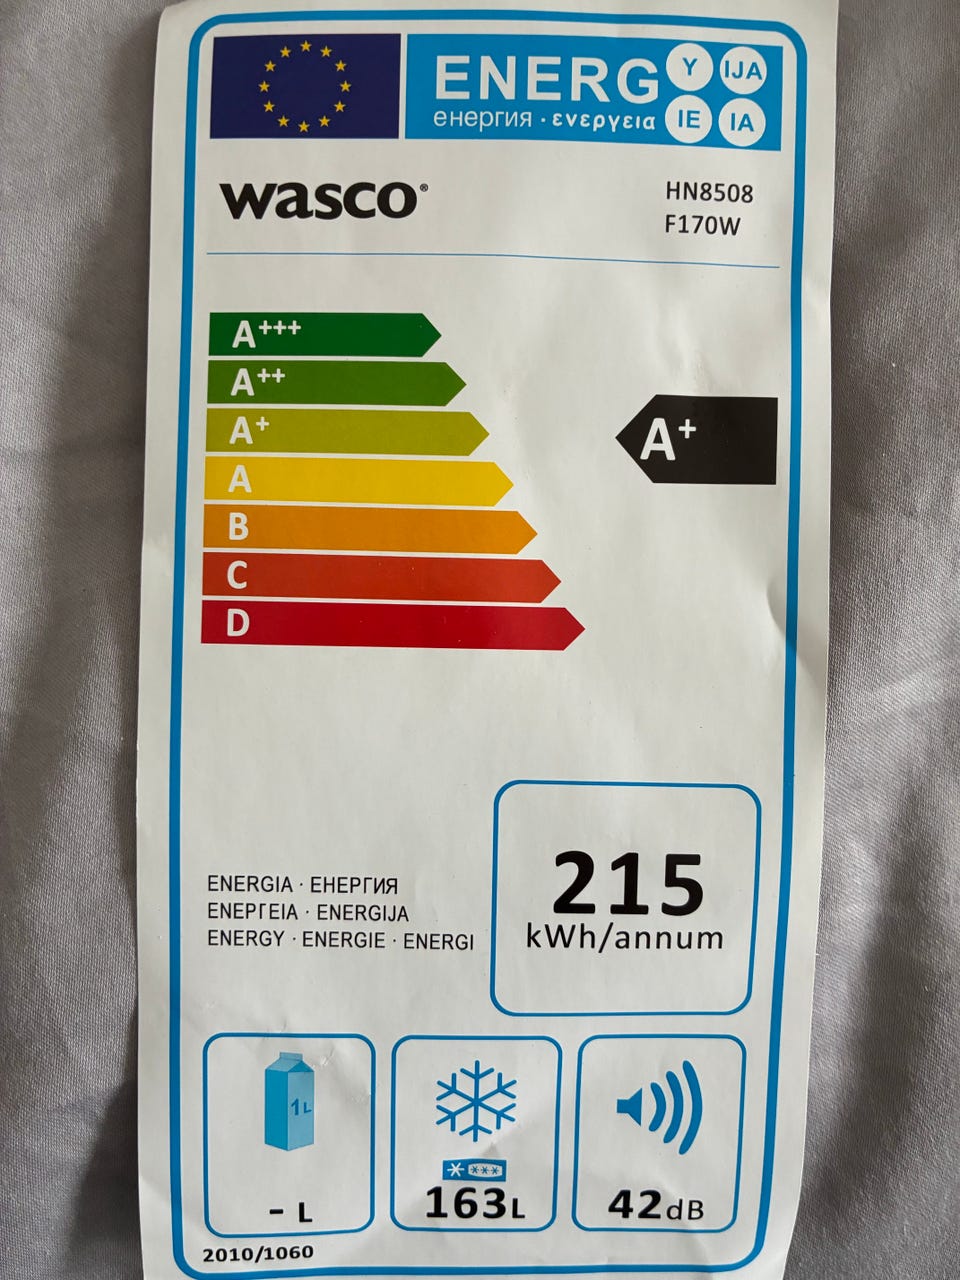 ENERG Y IJA
енергия · ενεργεια IE IA
wasco®
HN8508
F170W
A+++
A++
A+
A
B
C
D
A+
ENERGIA · ЕНЕРГИЯ
ΕΝΕΡΓΕΙΑ · ENERGIJA
ENERGY · ENERGIE · ENERGI
215
kWh/annum
1L
- L
163L
42dB
2010/1060